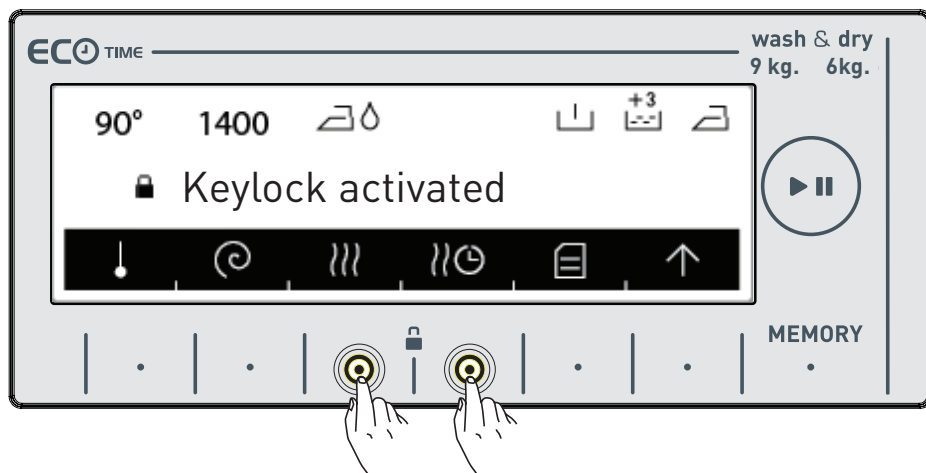 ECO TIME
wash & dry
9 kg. 6kg.
90° 1400
+3
Keylock activated
MEMORY